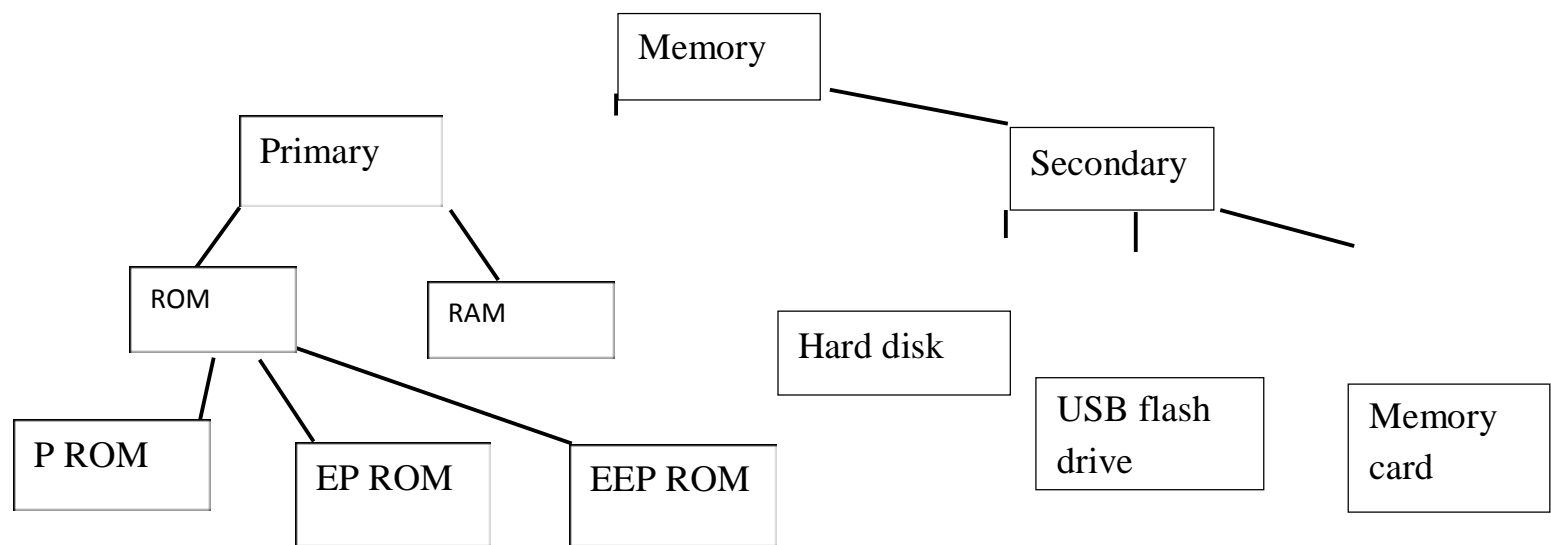 Memory
Primary
Secondary
ROM
RAM
Hard disk
USB flash
drive
Memory
card
P ROM
EP ROM
EEP ROM